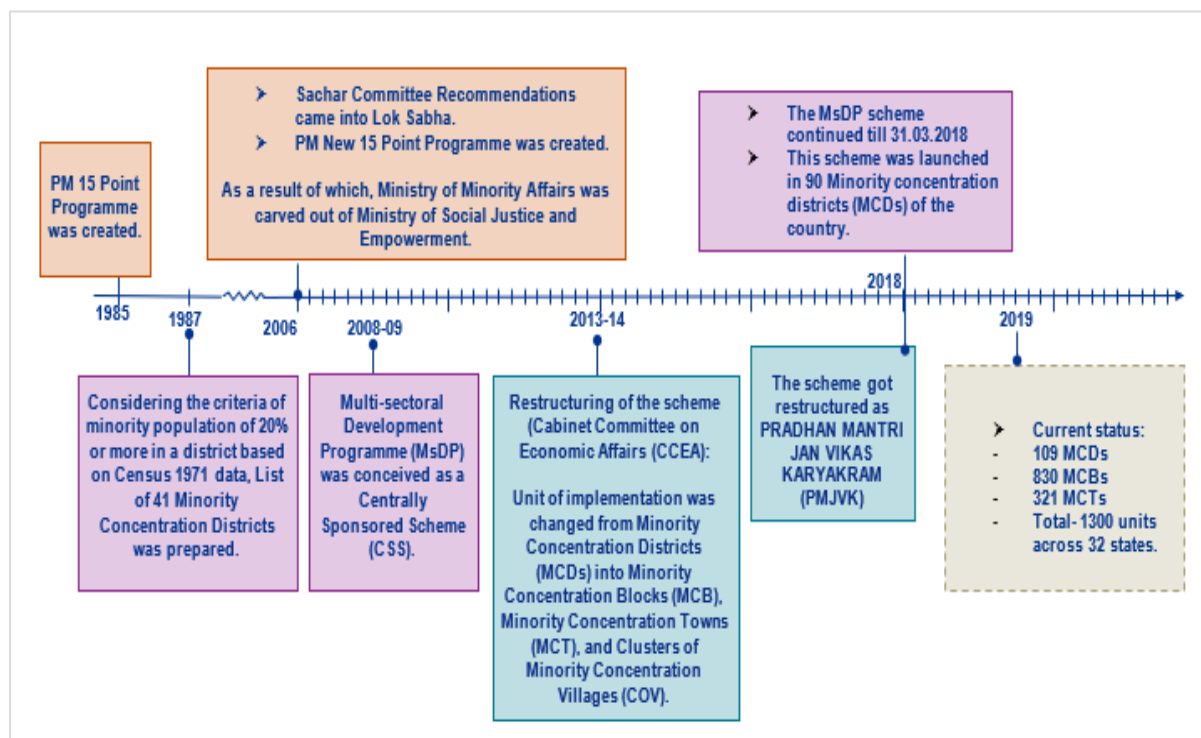 PM 15 Point
Programme
was created.
➤ Sachar Committee Recommendations
came into Lok Sabha.
➤ PM New 15 Point Programme was created.
As a result of which, Ministry of Minority Affairs was
carved out of Ministry of Social Justice and
Empowerment.
➤ The MsDP scheme
continued till 31.03.2018
➤ This scheme was launched
in 90 Minority concentration
districts (MCDs) of the
country.
1985
1987
2006
2008-09
2013-14
2018
2019
Considering the criteria of
minority population of 20%
or more in a district based
on Census 1971 data, List
of 41 Minority
Concentration Districts
was prepared.
Multi-sectoral
Development
Programme (MsDP)
was conceived as a
Centrally
Sponsored Scheme
(CSS).
Restructuring of the scheme
(Cabinet Committee on
Economic Affairs (CCEA):
Unit of implementation was
changed from Minority
Concentration Districts
(MCDs) into Minority
Concentration Blocks (MCB),
Minority Concentration Towns
(MCT), and Clusters of
Minority Concentration
Villages (COV).
The scheme got
restructured as
PRADHAN MANTRI
JAN VIKAS
KARYAKRAM
(PMJVK)
➤ Current status:
- 109 MCDs
- 830 MCBs
- 321 MCTs
- Total- 1300 units
across 32 states.